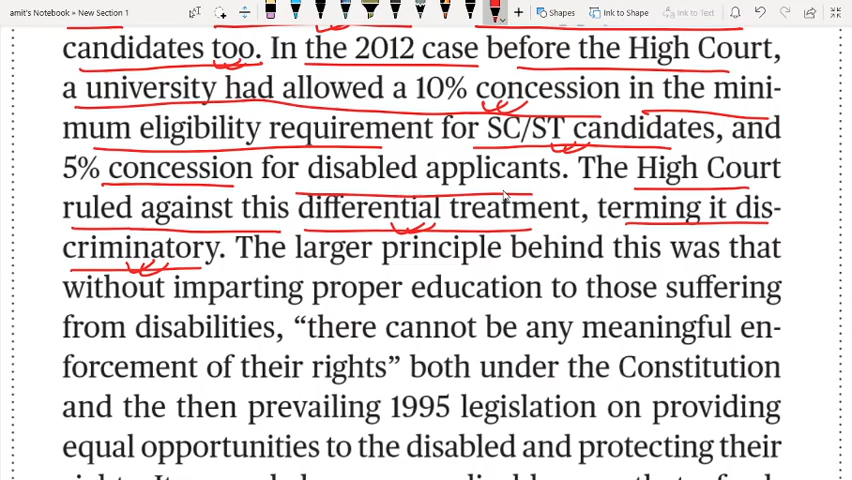 amit's Notebook » New Section 1
Shapes
Ink to Shape
Ink to Text
candidates too. In the 2012 case before the High Court,
a university had allowed a 10% concession in the mini-
mum eligibility requirement for SC/ST candidates, and
5% concession for disabled applicants. The High Court
ruled against this differential treatment, terming it dis-
criminatory. The larger principle behind this was that
without imparting proper education to those suffering
from disabilities, “there cannot be any meaningful en-
forcement of their rights” both under the Constitution
and the then prevailing 1995 legislation on providing
equal opportunities to the disabled and protecting their